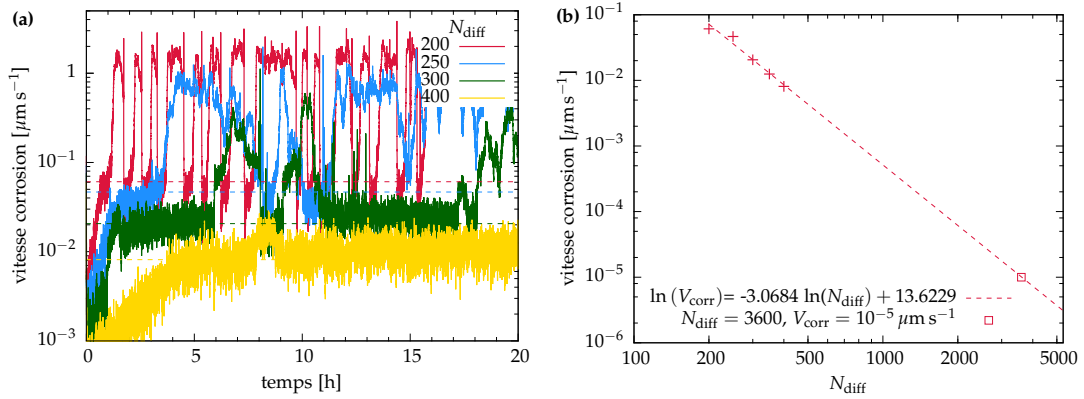 (a)
N_diff
200
250
300
400
vitesse corrosion [µm s⁻¹]
1
10⁻¹
10⁻²
10⁻³
0 5 10 15 20
temps [h]
(b)
vitesse corrosion [µm s⁻¹]
10⁻¹
10⁻²
10⁻³
10⁻⁴
10⁻⁵
10⁻⁶
ln (V_corr)= -3.0684 ln(N_diff) + 13.6229
N_diff = 3600, V_corr = 10⁻⁵ µm s⁻¹
100 200 500 1000 2000 5000
N_diff